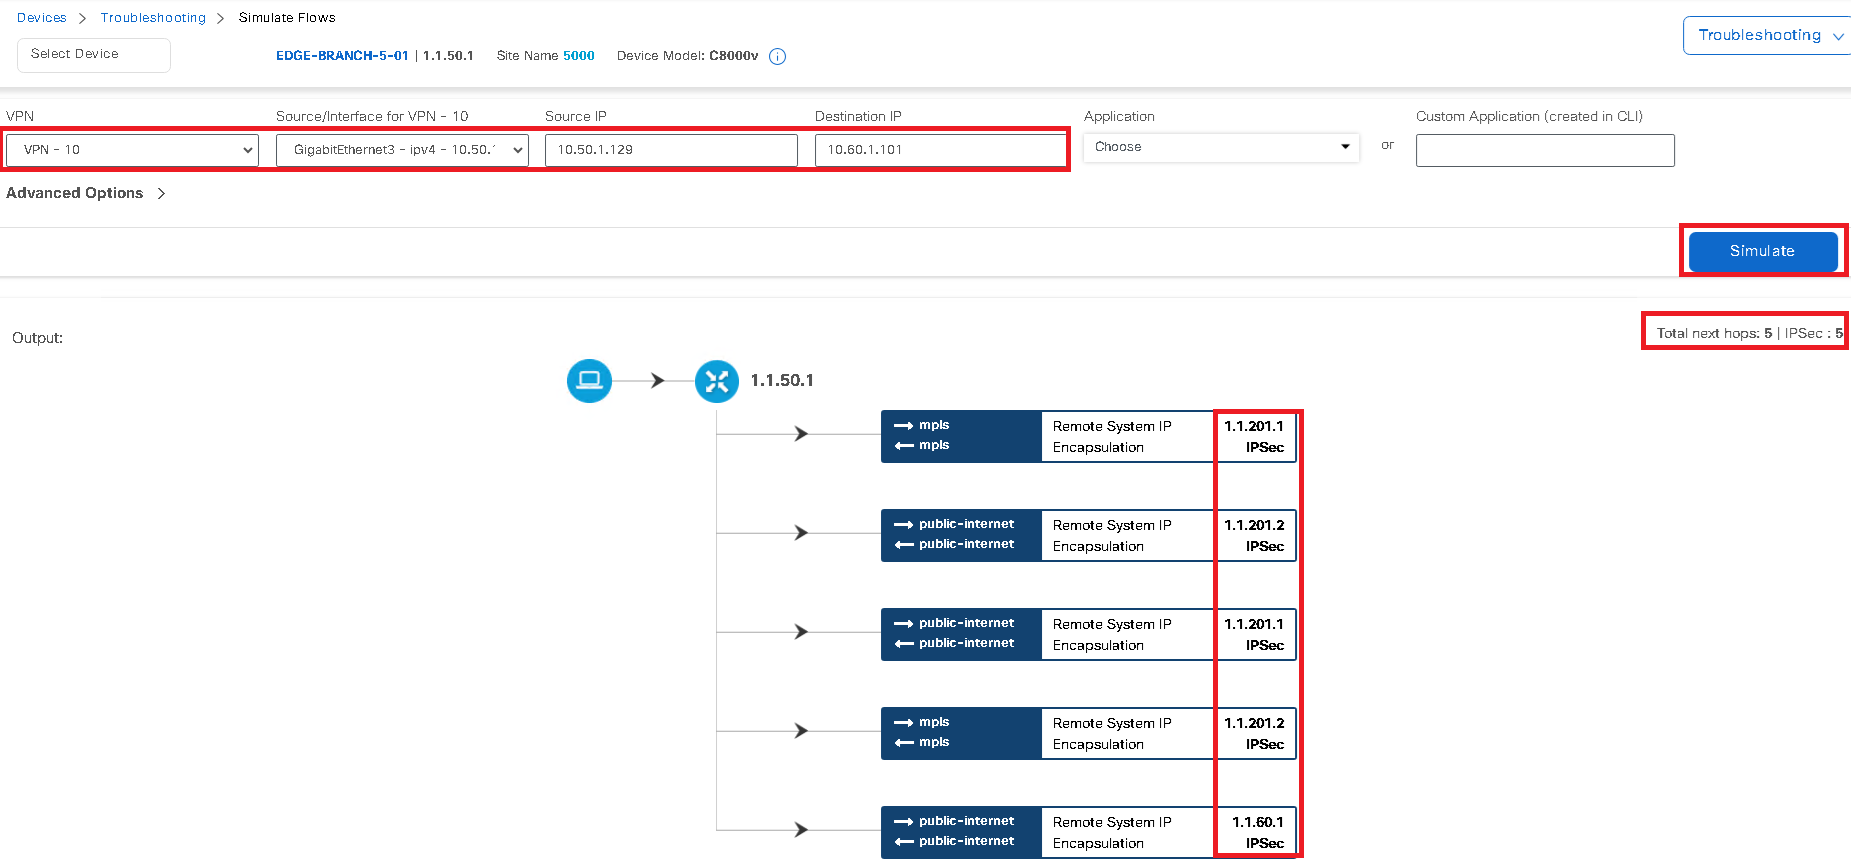 Devices > Troubleshooting > Simulate Flows
Select Device
EDGE-BRANCH-5-01 | 1.1.50.1 Site Name 5000 Device Model: C8000v
Troubleshooting
VPN Source/Interface for VPN - 10 Source IP Destination IP Application Custom Application (created in CLI)
VPN - 10 GigabitEthernet3 - ipv4 - 10.50.1 10.50.1.129 10.60.1.101 Choose or
Advanced Options >
Simulate
Output:
Total next hops: 5 | IPSec : 5
1.1.50.1
mpls Remote System IP 1.1.201.1
mpls Encapsulation IPSec
public-internet Remote System IP 1.1.201.2
public-internet Encapsulation IPSec
public-internet Remote System IP 1.1.201.1
public-internet Encapsulation IPSec
mpls Remote System IP 1.1.201.2
mpls Encapsulation IPSec
public-internet Remote System IP 1.1.60.1
public-internet Encapsulation IPSec